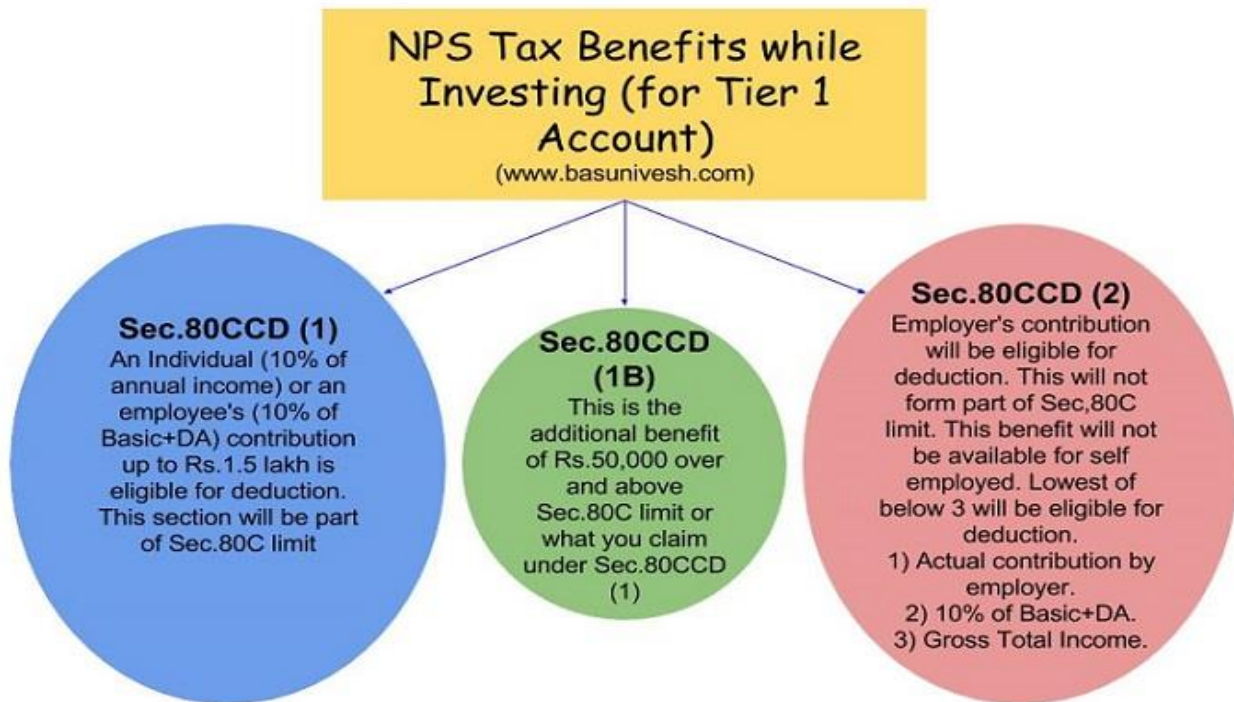 NPS Tax Benefits while
Investing (for Tier 1
Account)
(www.basunivesh.com)
Sec.80CCD (1)
An Individual (10% of
annual income) or an
employee's (10% of
Basic+DA) contribution
up to Rs.1.5 lakh is
eligible for deduction.
This section will be part
of Sec.80C limit
Sec.80CCD
(1B)
This is the
additional benefit
of Rs.50,000 over
and above
Sec.80C limit or
what you claim
under Sec.80CCD
(1)
Sec.80CCD (2)
Employer's contribution
will be eligible for
deduction. This will not
form part of Sec,80C
limit. This benefit will not
be available for self
employed. Lowest of
below 3 will be eligible for
deduction.
1) Actual contribution by
employer.
2) 10% of Basic+DA.
3) Gross Total Income.